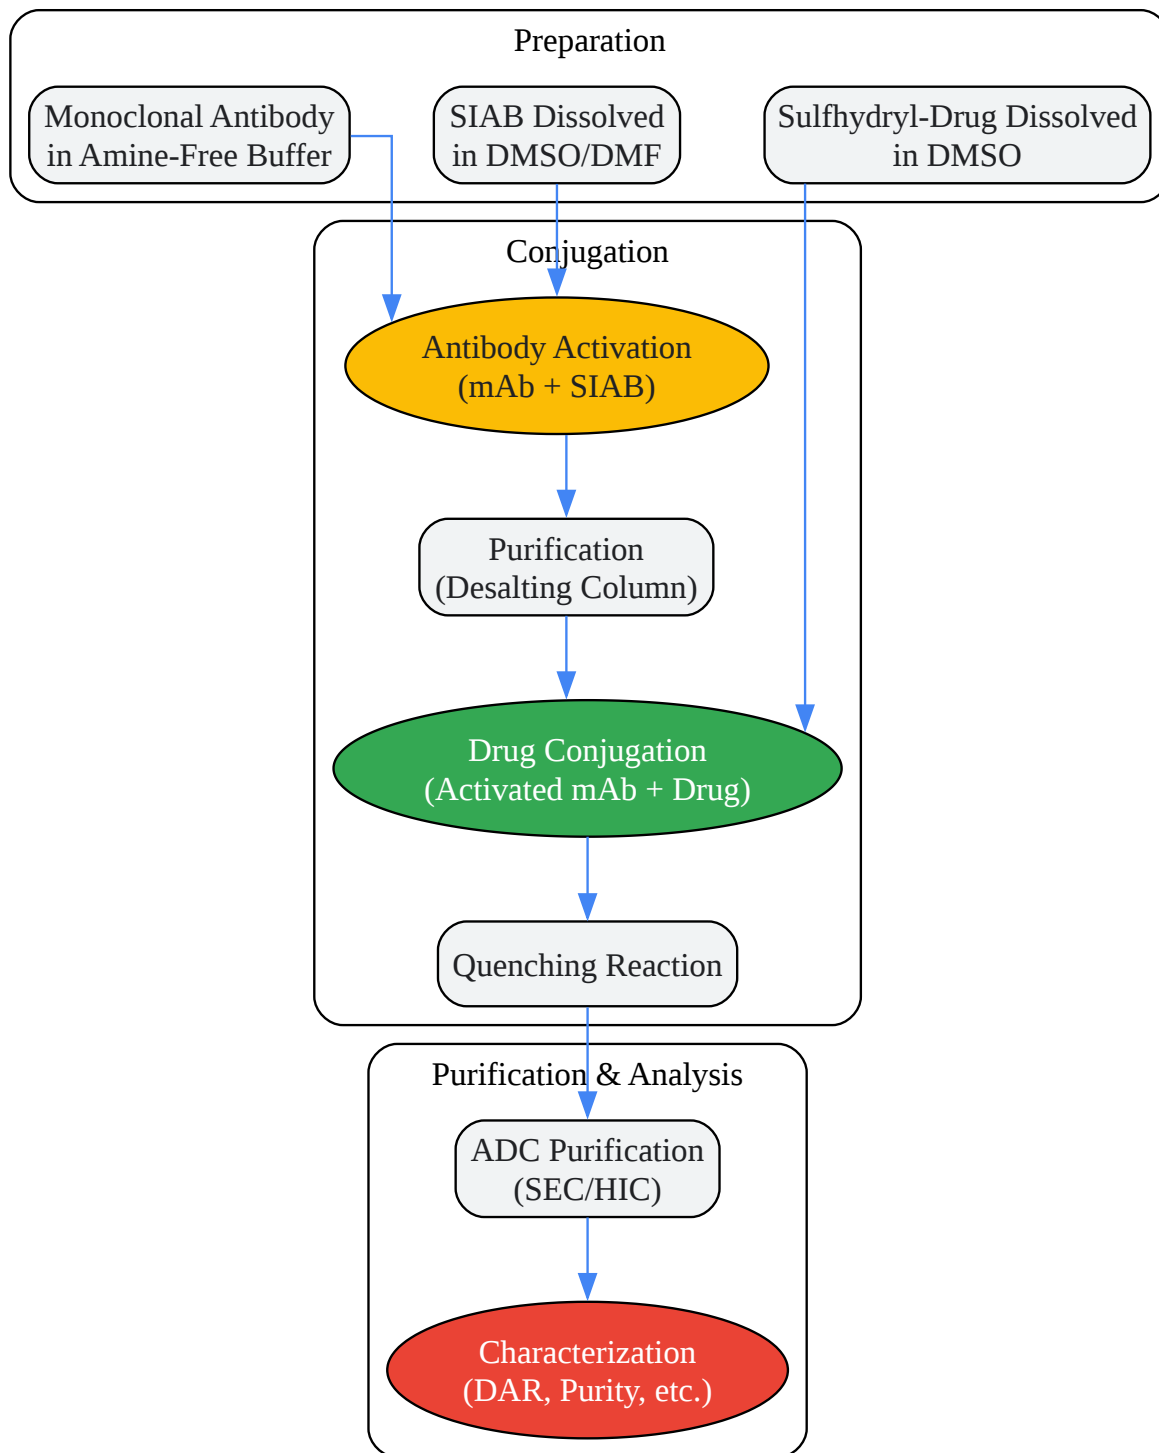 Preparation
Monoclonal Antibody
in Amine-Free Buffer
SIAB Dissolved
in DMSO/DMF
Sulfhydryl-Drug Dissolved
in DMSO
Conjugation
Antibody Activation
(mAb + SIAB)
Purification
(Desalting Column)
Drug Conjugation
(Activated mAb + Drug)
Quenching Reaction
Purification & Analysis
ADC Purification
(SEC/HIC)
Characterization
(DAR, Purity, etc.)